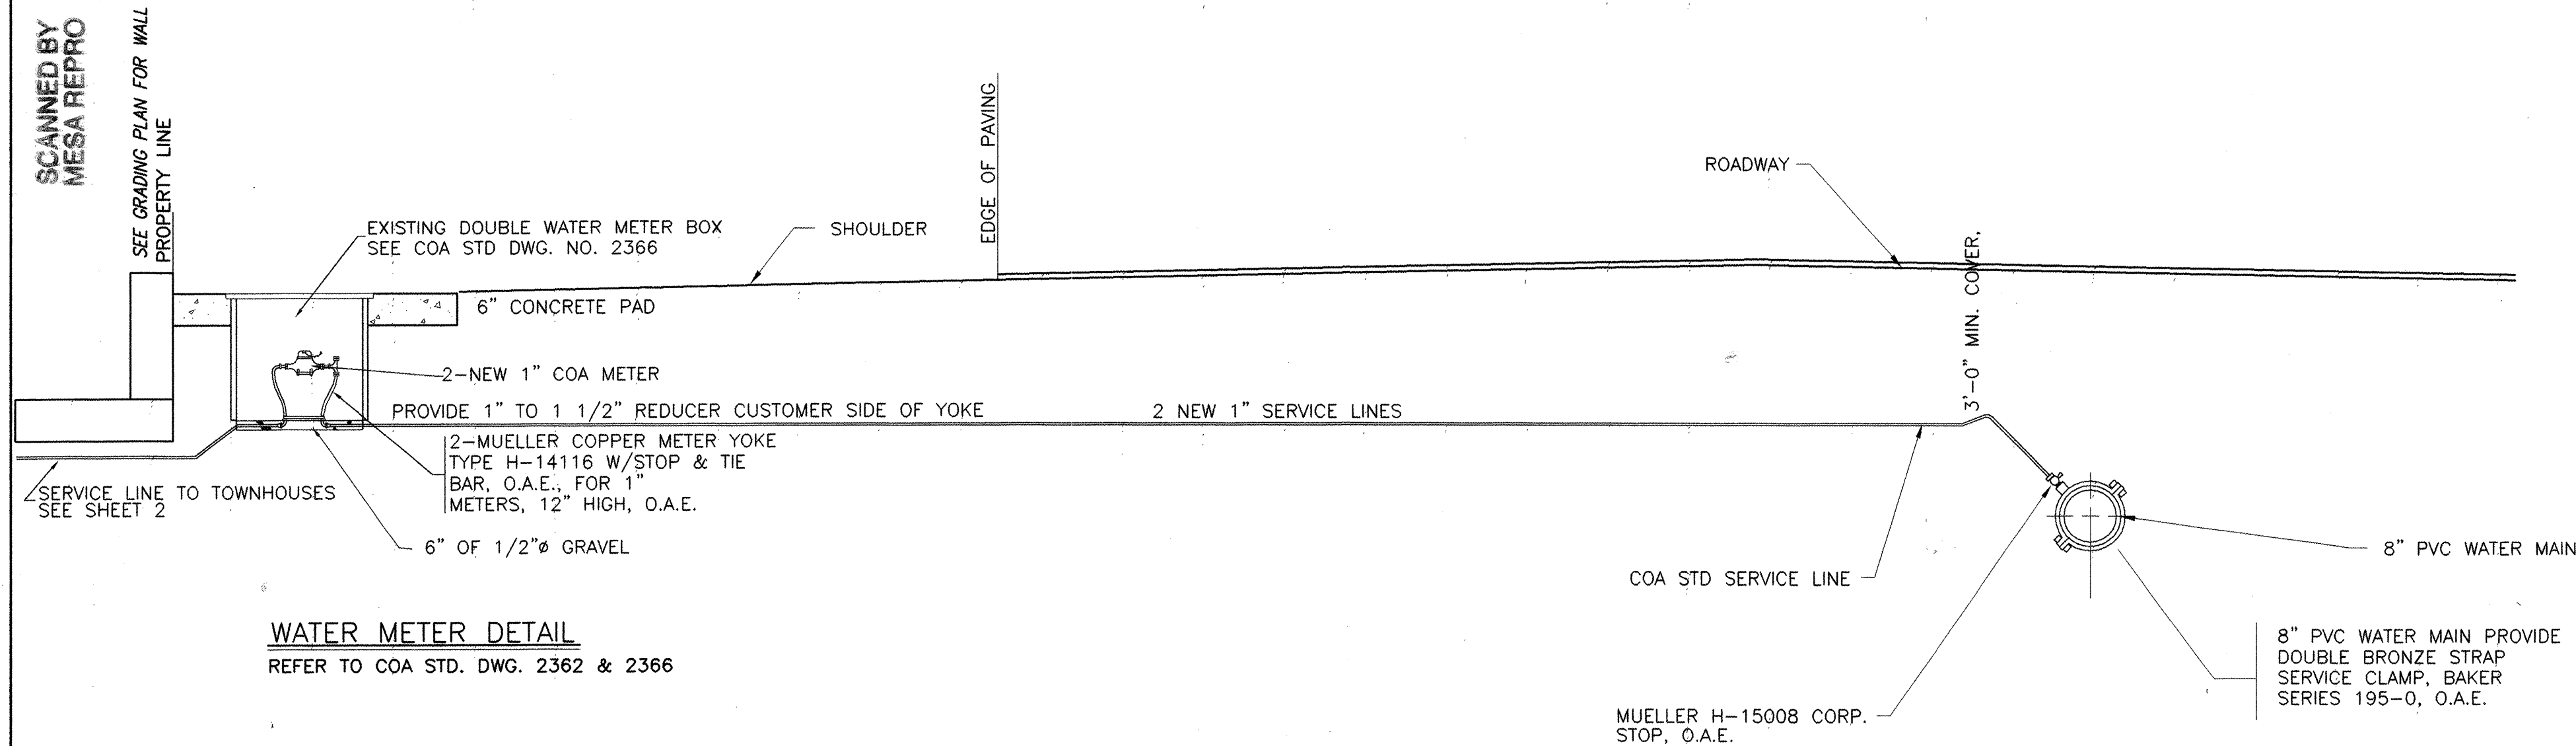 SCANNED BY
MESA REPRO
SEE GRADING PLAN FOR WALL
PROPERTY LINE
EXISTING DOUBLE WATER METER BOX
SEE COA STD DWG. NO. 2366
SHOULDER
EDGE OF PAVING
ROADWAY
6" CONCRETE PAD
3'-0" MIN. COVER,
2-NEW 1" COA METER
PROVIDE 1" TO 1 1/2" REDUCER CUSTOMER SIDE OF YOKE
2 NEW 1" SERVICE LINES
2-MUELLER COPPER METER YOKE
TYPE H-14116 W/STOP & TIE
BAR, O.A.E., FOR 1"
METERS, 12" HIGH, O.A.E.
SERVICE LINE TO TOWNHOUSES
SEE SHEET 2
6" OF 1/2"ø GRAVEL
8" PVC WATER MAIN
COA STD SERVICE LINE
WATER METER DETAIL
REFER TO COA STD. DWG. 2362 & 2366
8" PVC WATER MAIN PROVIDE
DOUBLE BRONZE STRAP
SERVICE CLAMP, BAKER
SERIES 195-0, O.A.E.
MUELLER H-15008 CORP.
STOP, O.A.E.